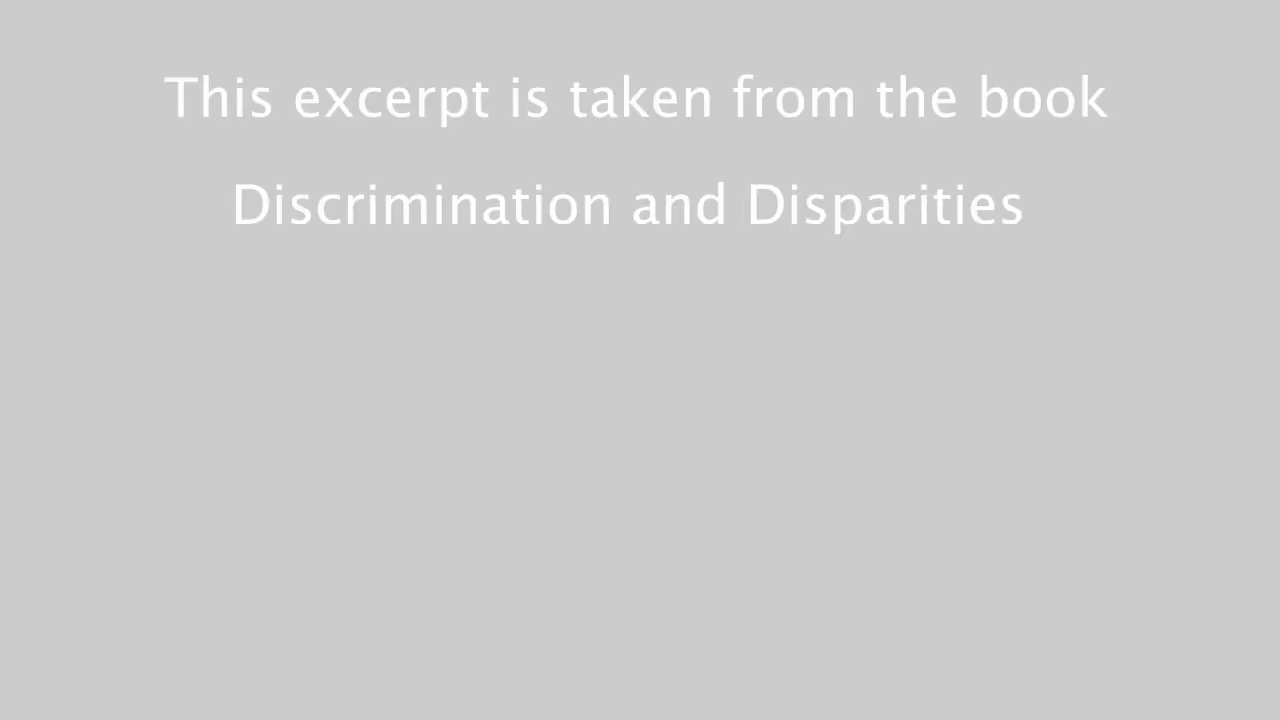 This excerpt is taken from the book
Discrimination and Disparities